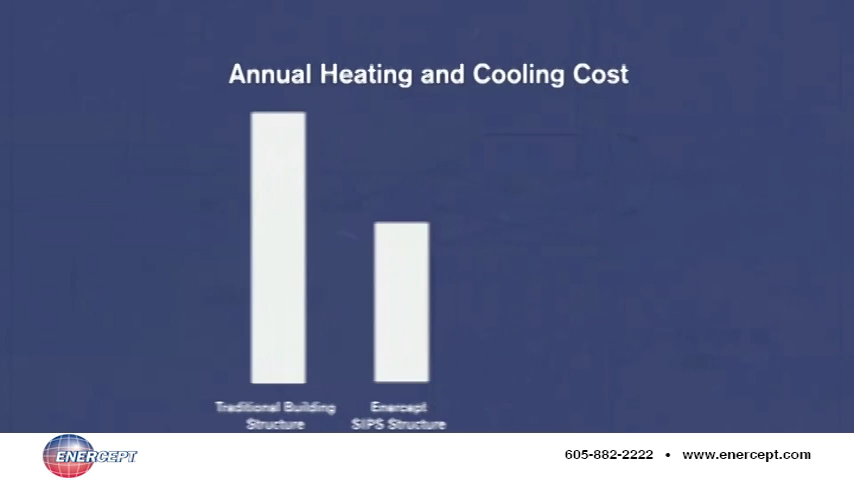 Annual Heating and Cooling Cost
Traditional Building
Structure
Enercept
SIPS Structure
ENERCEPT
605-882-2222 • www.enercept.com